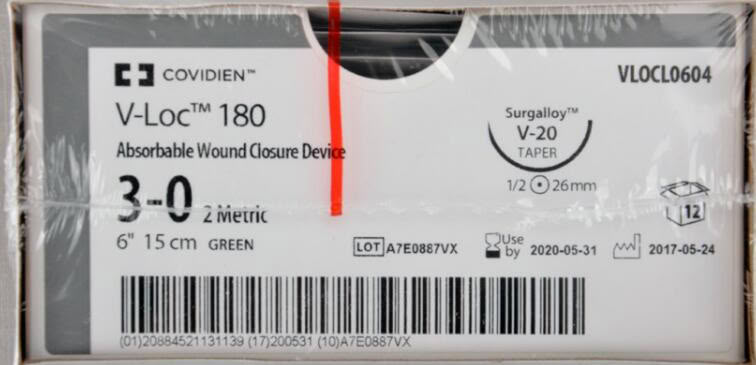 COVIDIEN™
VLOCL0604
V-Loc™ 180
Absorbable Wound Closure Device
Surgalloy™
V-20
TAPER
1/2 26mm
3-0 2 Metric
12
6" 15 cm GREEN
LOT A7E0887VX
Use by 2020-05-31
2017-05-24
(01)20884521131139 (17)200531 (10)A7E0887VX